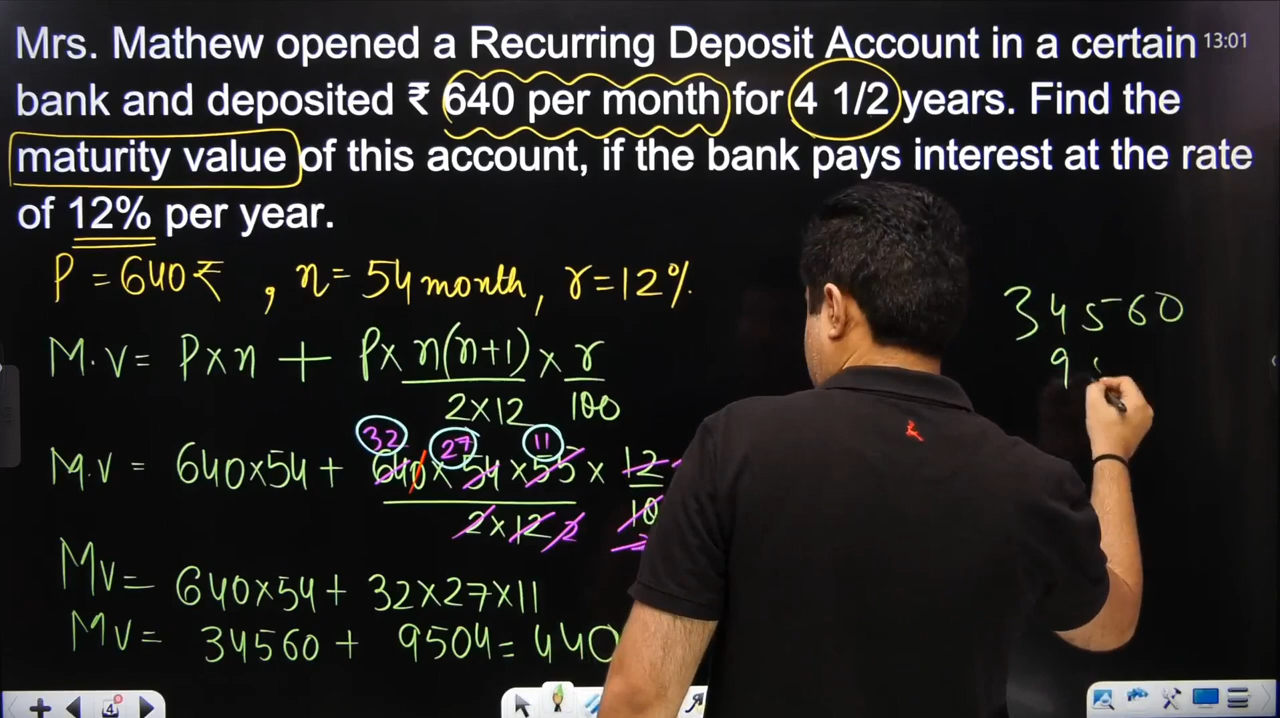 Mrs. Mathew opened a Recurring Deposit Account in a certain 13:01
bank and deposited ₹ 640 per month for 4 1/2 years. Find the
maturity value of this account, if the bank pays interest at the rate
of 12% per year.
P = 640₹, n = 54 month, r = 12%.
M.V = P×n + P× n(n+1) × r
2×12 100
32 27 11
M.V = 640×54 + 640×54×55 × 12
2×12 2 10
MV = 640×54 + 32×27×11
MV = 34560 + 9504 = 440
34560
9
4